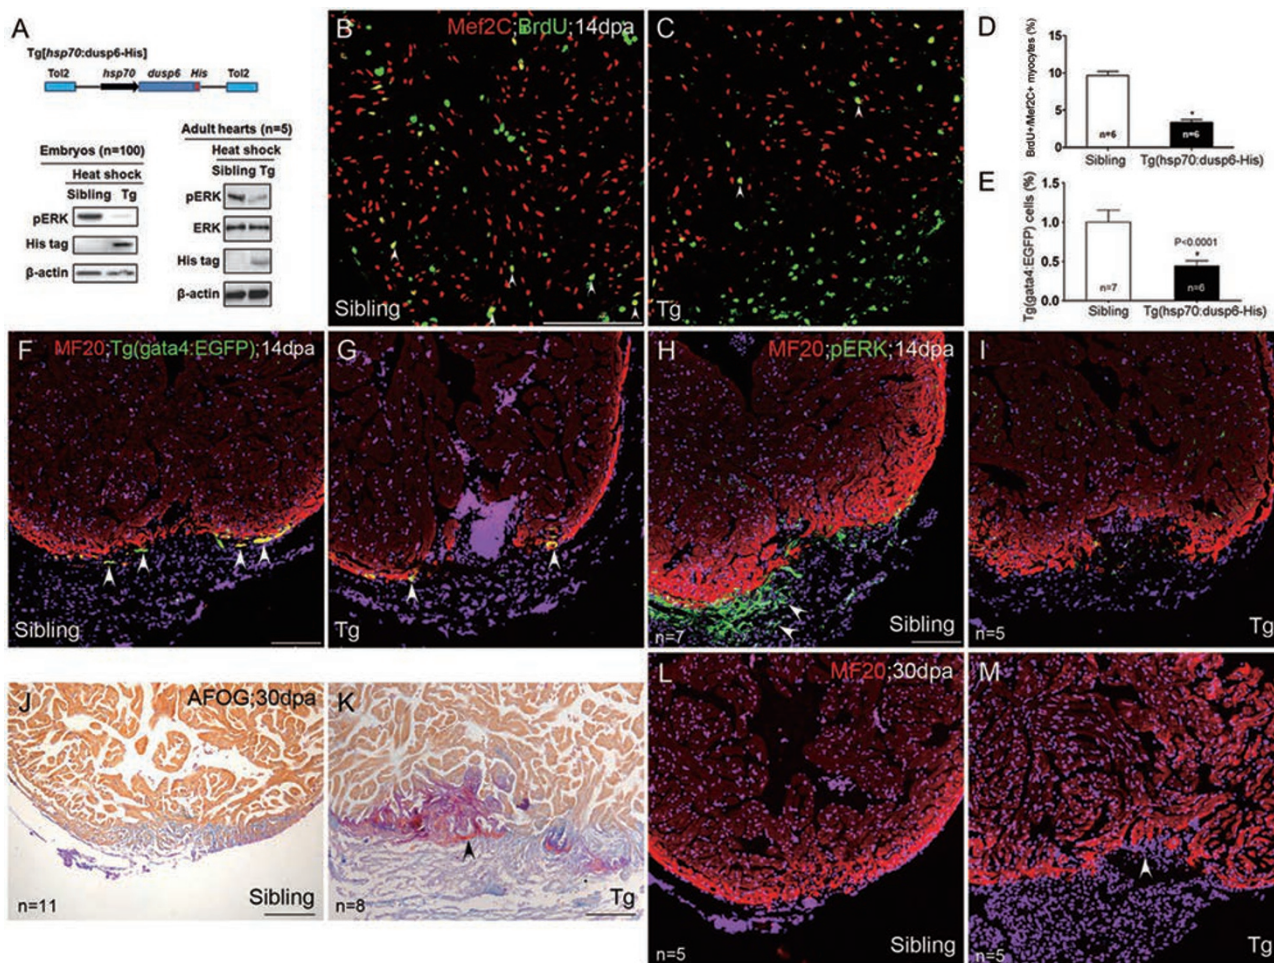 A
Tg[hsp70:dusp6-His]
Tol2 hsp70 dusp6 His Tol2
Embryos (n=100)
Heat shock
Sibling Tg
pERK
His tag
β-actin
Adult hearts (n=5)
Heat shock
Sibling Tg
pERK
ERK
His tag
β-actin
B Mef2C;BrdU;14dpa
Sibling
C
Tg
D
BrdU+/Mef2C+ myocytes (%)
15
10
5
0
n=6
*
n=6
Sibling Tg(hsp70:dusp6-His)
E
Tg(gata4:EGFP) cells (%)
1.5
1.0
0.5
0.0
n=7
P<0.0001
*
n=6
Sibling Tg(hsp70:dusp6-His)
F MF20;Tg(gata4:EGFP);14dpa
Sibling
G
Tg
H MF20;pERK;14dpa
n=7 Sibling
I
n=5 Tg
J AFOG;30dpa
n=11 Sibling
K
n=8 Tg
L MF20;30dpa
n=5 Sibling
M
n=5 Tg